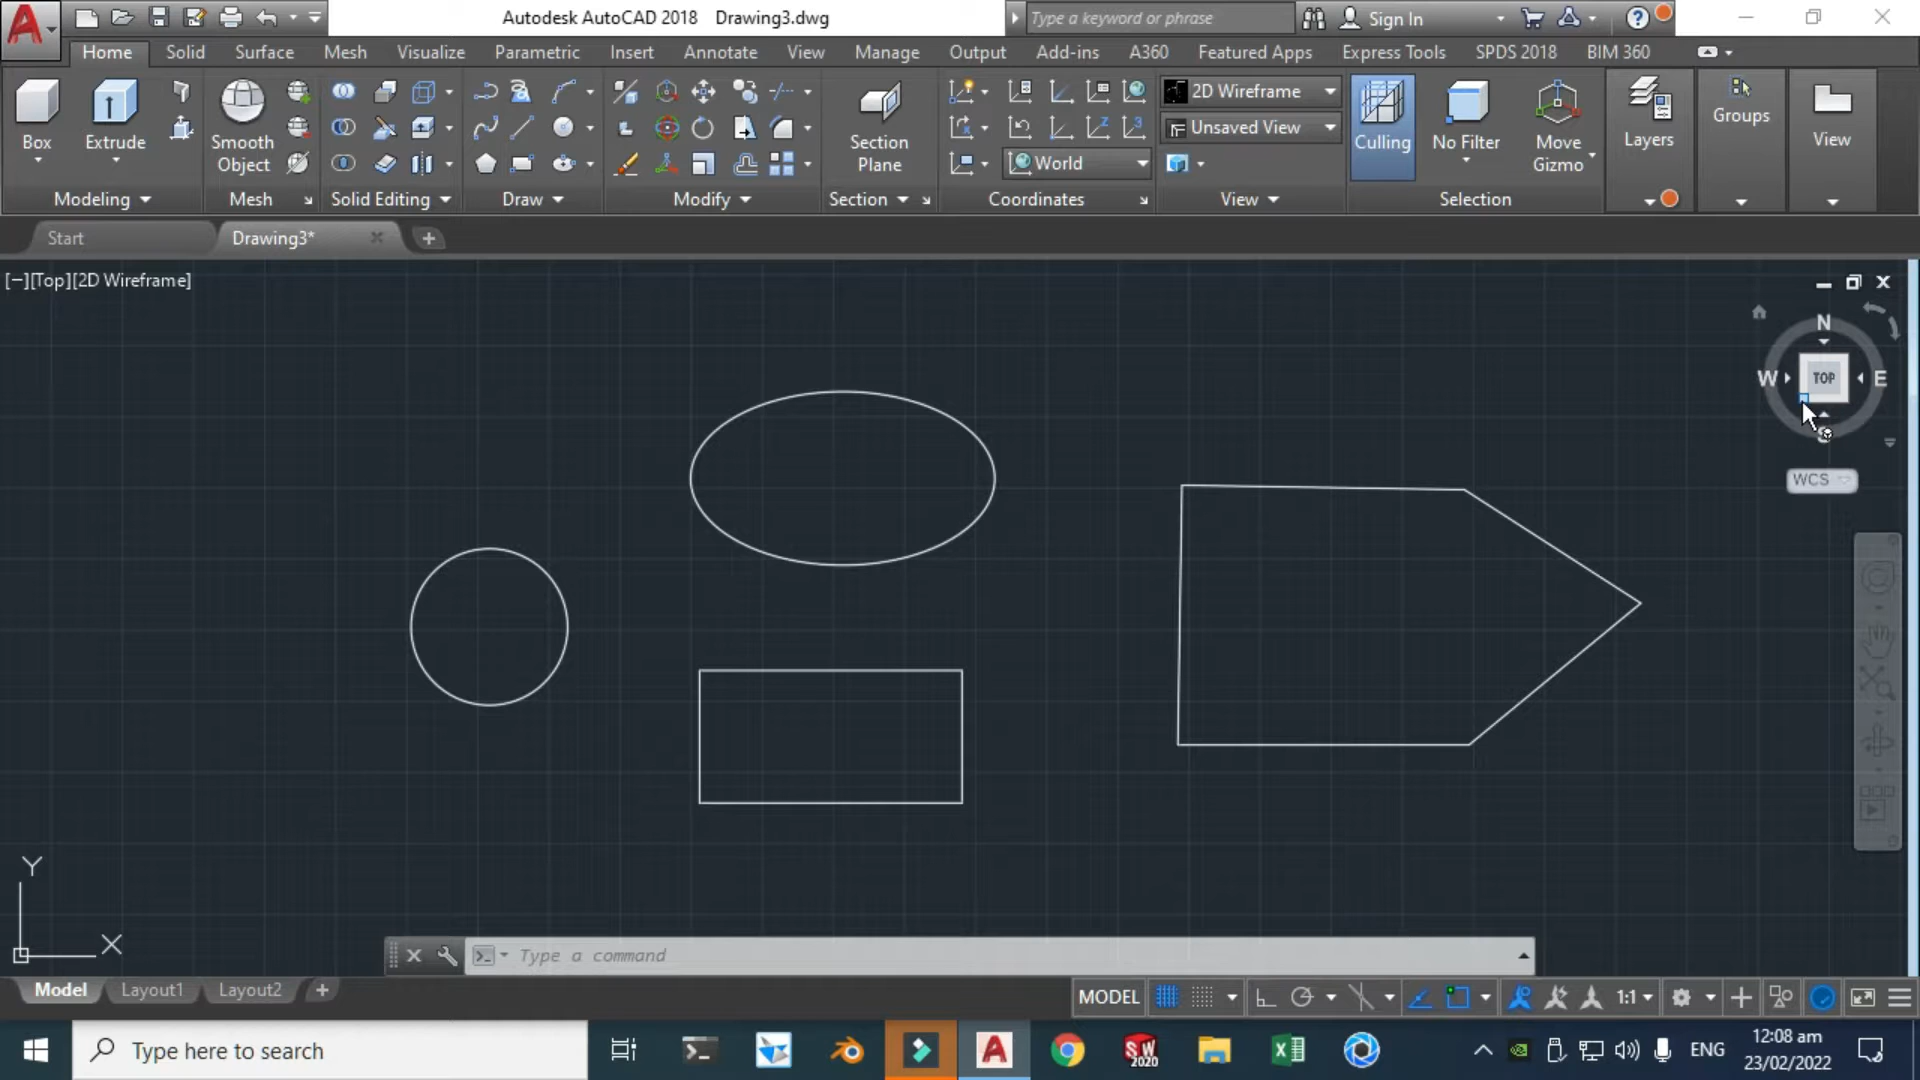 Autodesk AutoCAD 2018 Drawing3.dwg
Type a keyword or phrase
Sign In
Home Solid Surface Mesh Visualize Parametric Insert Annotate View Manage Output Add-ins A360 Featured Apps Express Tools SPDS 2018 BIM 360
Box
Extrude
Smooth
Object
Section
Plane
World
2D Wireframe
Unsaved View
Culling
No Filter
Move
Gizmo
Layers
Groups
View
Modeling
Mesh
Solid Editing
Draw
Modify
Section
Coordinates
View
Selection
Start
Drawing3*
[−][Top][2D Wireframe]
N
W
TOP
E
S
WCS
Y
X
Type a command
Model Layout1 Layout2
MODEL
1:1
Type here to search
SW
2020
ENG
12:08 am
23/02/2022